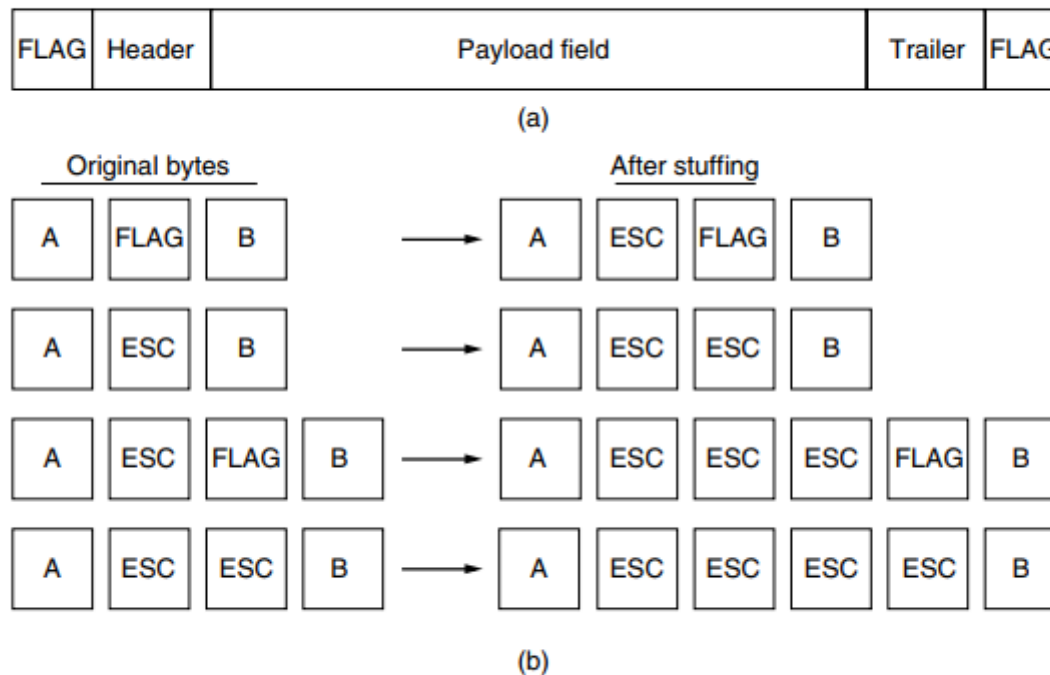 FLAG Header Payload field Trailer FLAG
(a)
Original bytes After stuffing
A FLAG B A ESC FLAG B
A ESC B A ESC ESC B
A ESC FLAG B A ESC ESC ESC FLAG B
A ESC ESC B A ESC ESC ESC ESC B
(b)